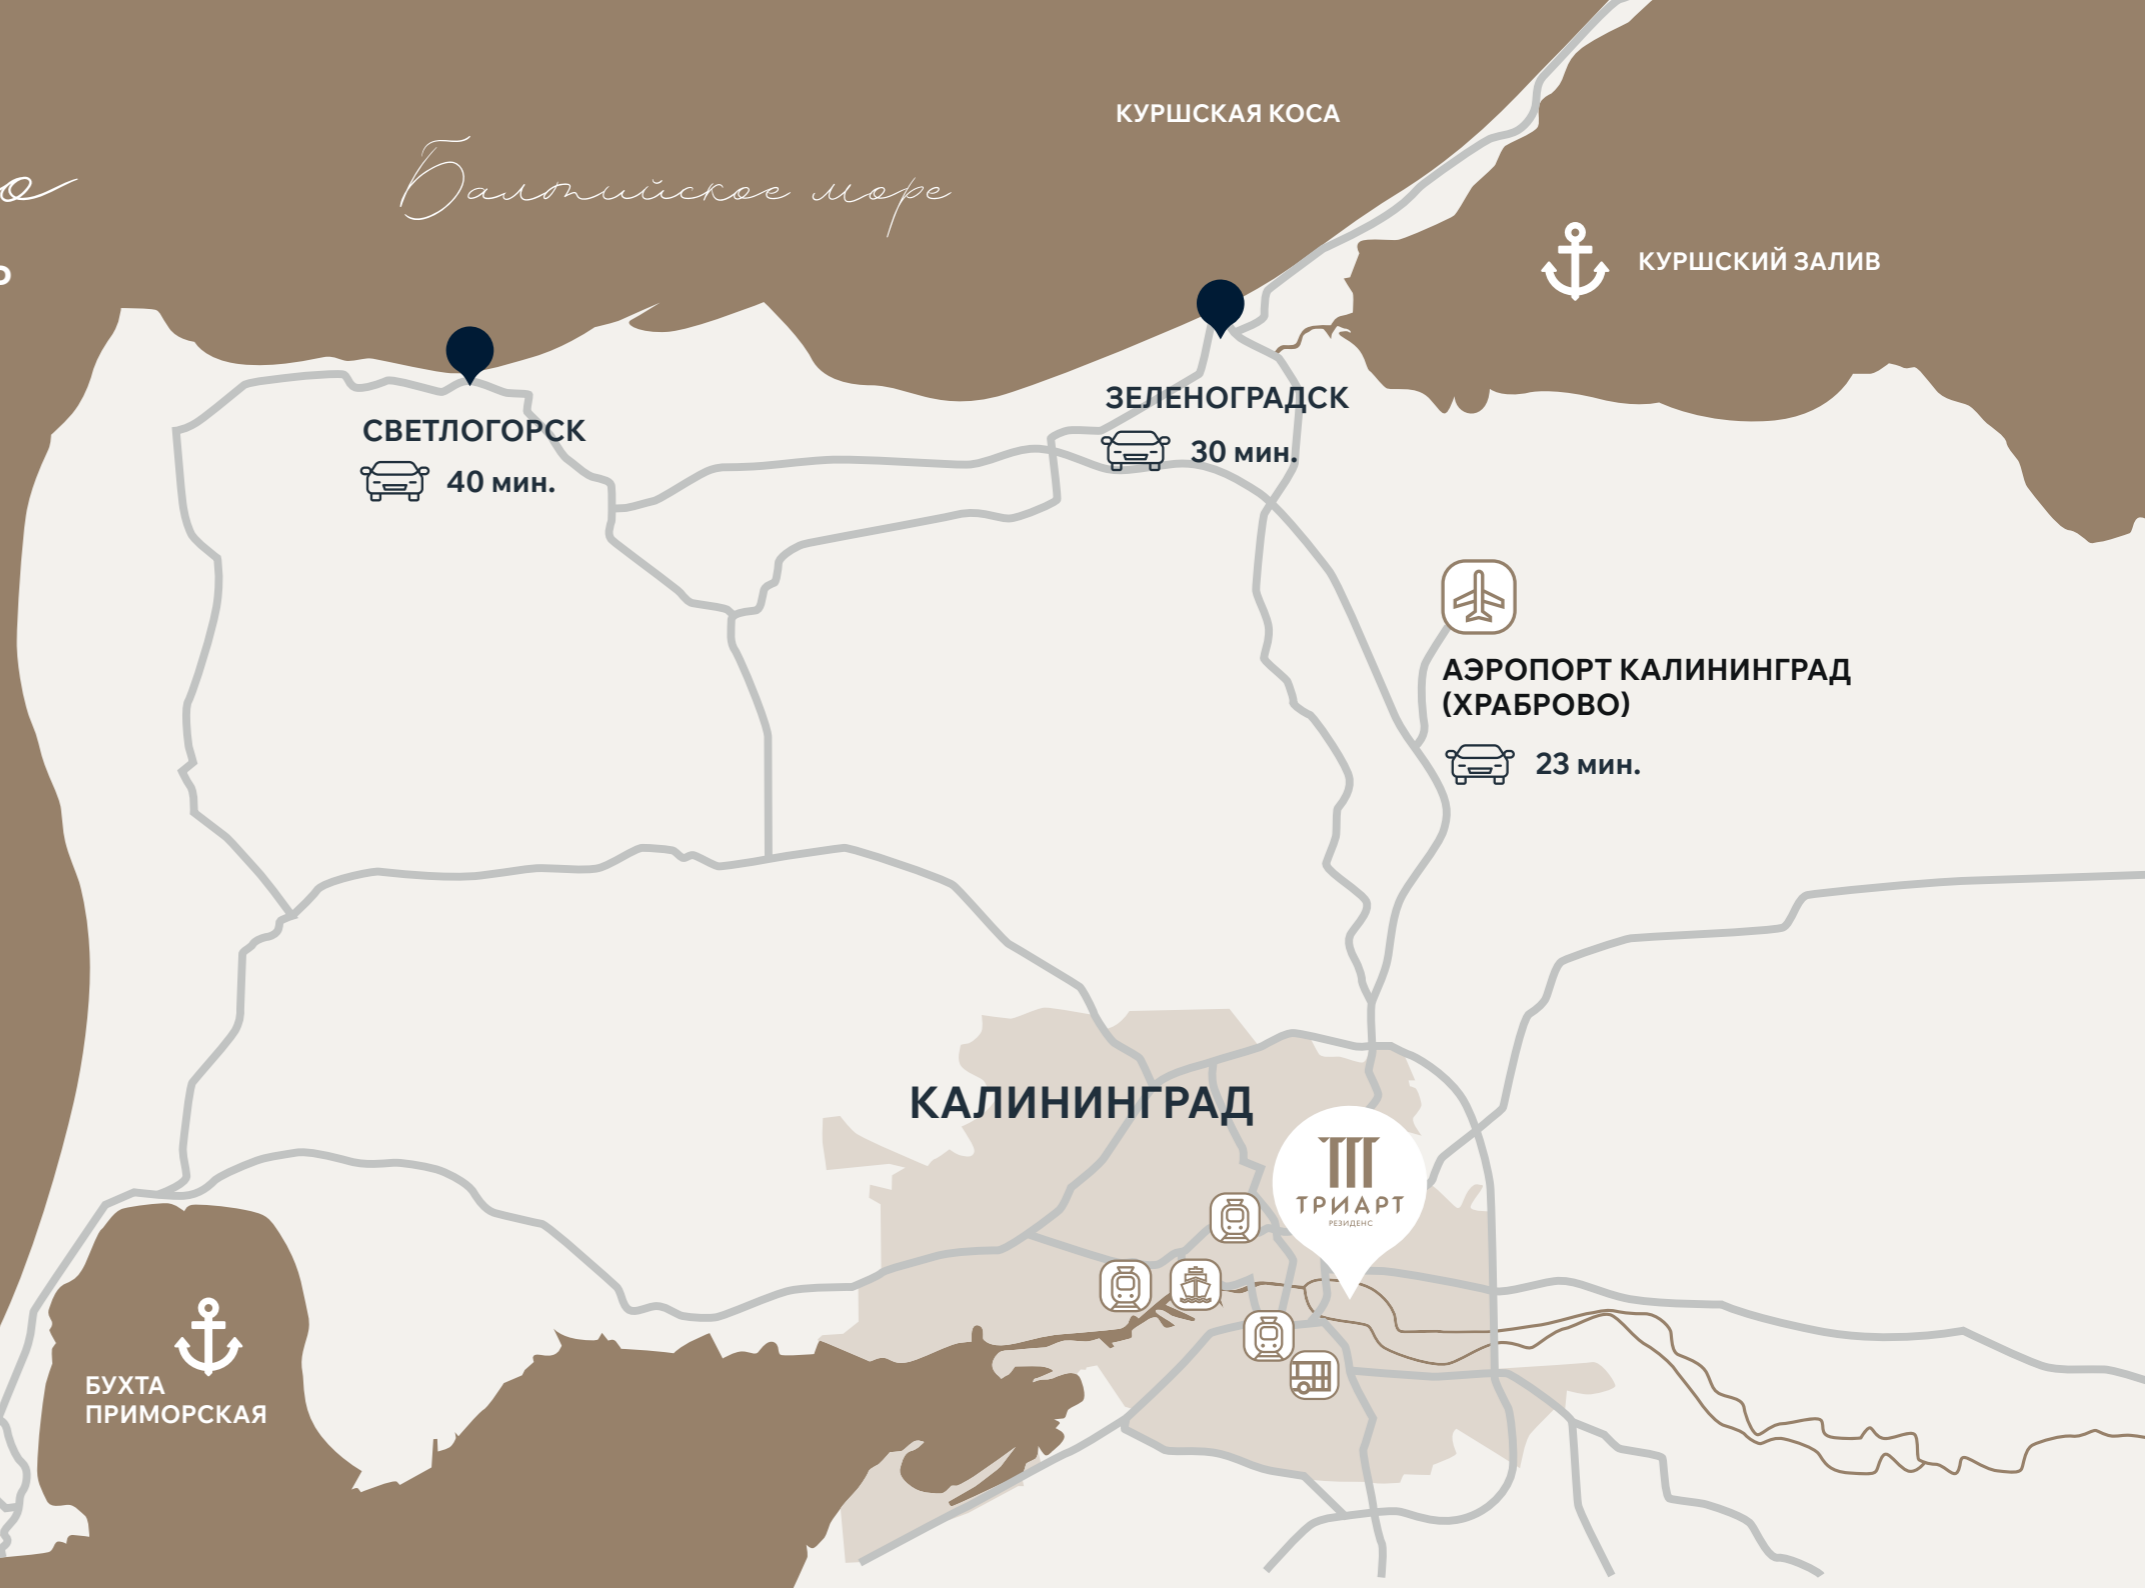 КУРШСКАЯ КОСА
Балтийское море
КУРШСКИЙ ЗАЛИВ
ЗЕЛЕНОГРАДСК
30 мин.
СВЕТЛОГОРСК
40 мин.
АЭРОПОРТ КАЛИНИНГРАД
(ХРАБРОВО)
23 мин.
КАЛИНИНГРАД
ТРИАРТ
РЕЗИДЕНС
БУХТА
ПРИМОРСКАЯ